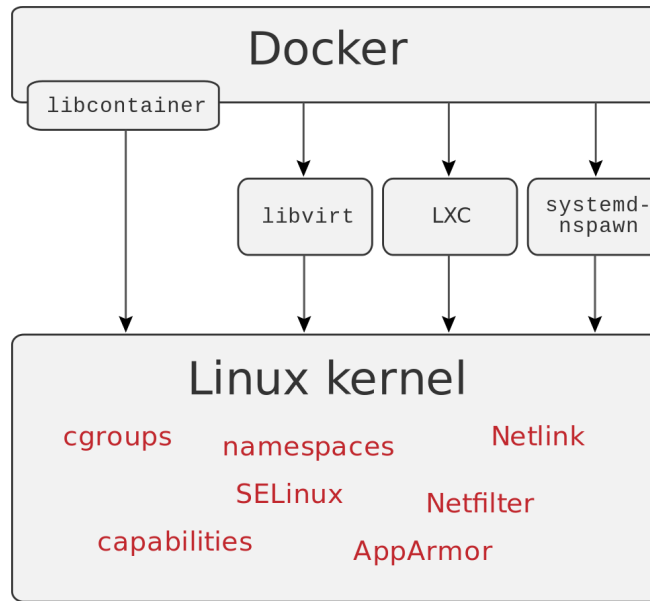 Docker
libcontainer
libvirt
LXC
systemd-
nspawn
Linux kernel
cgroups
namespaces
Netlink
SELinux
Netfilter
capabilities
AppArmor